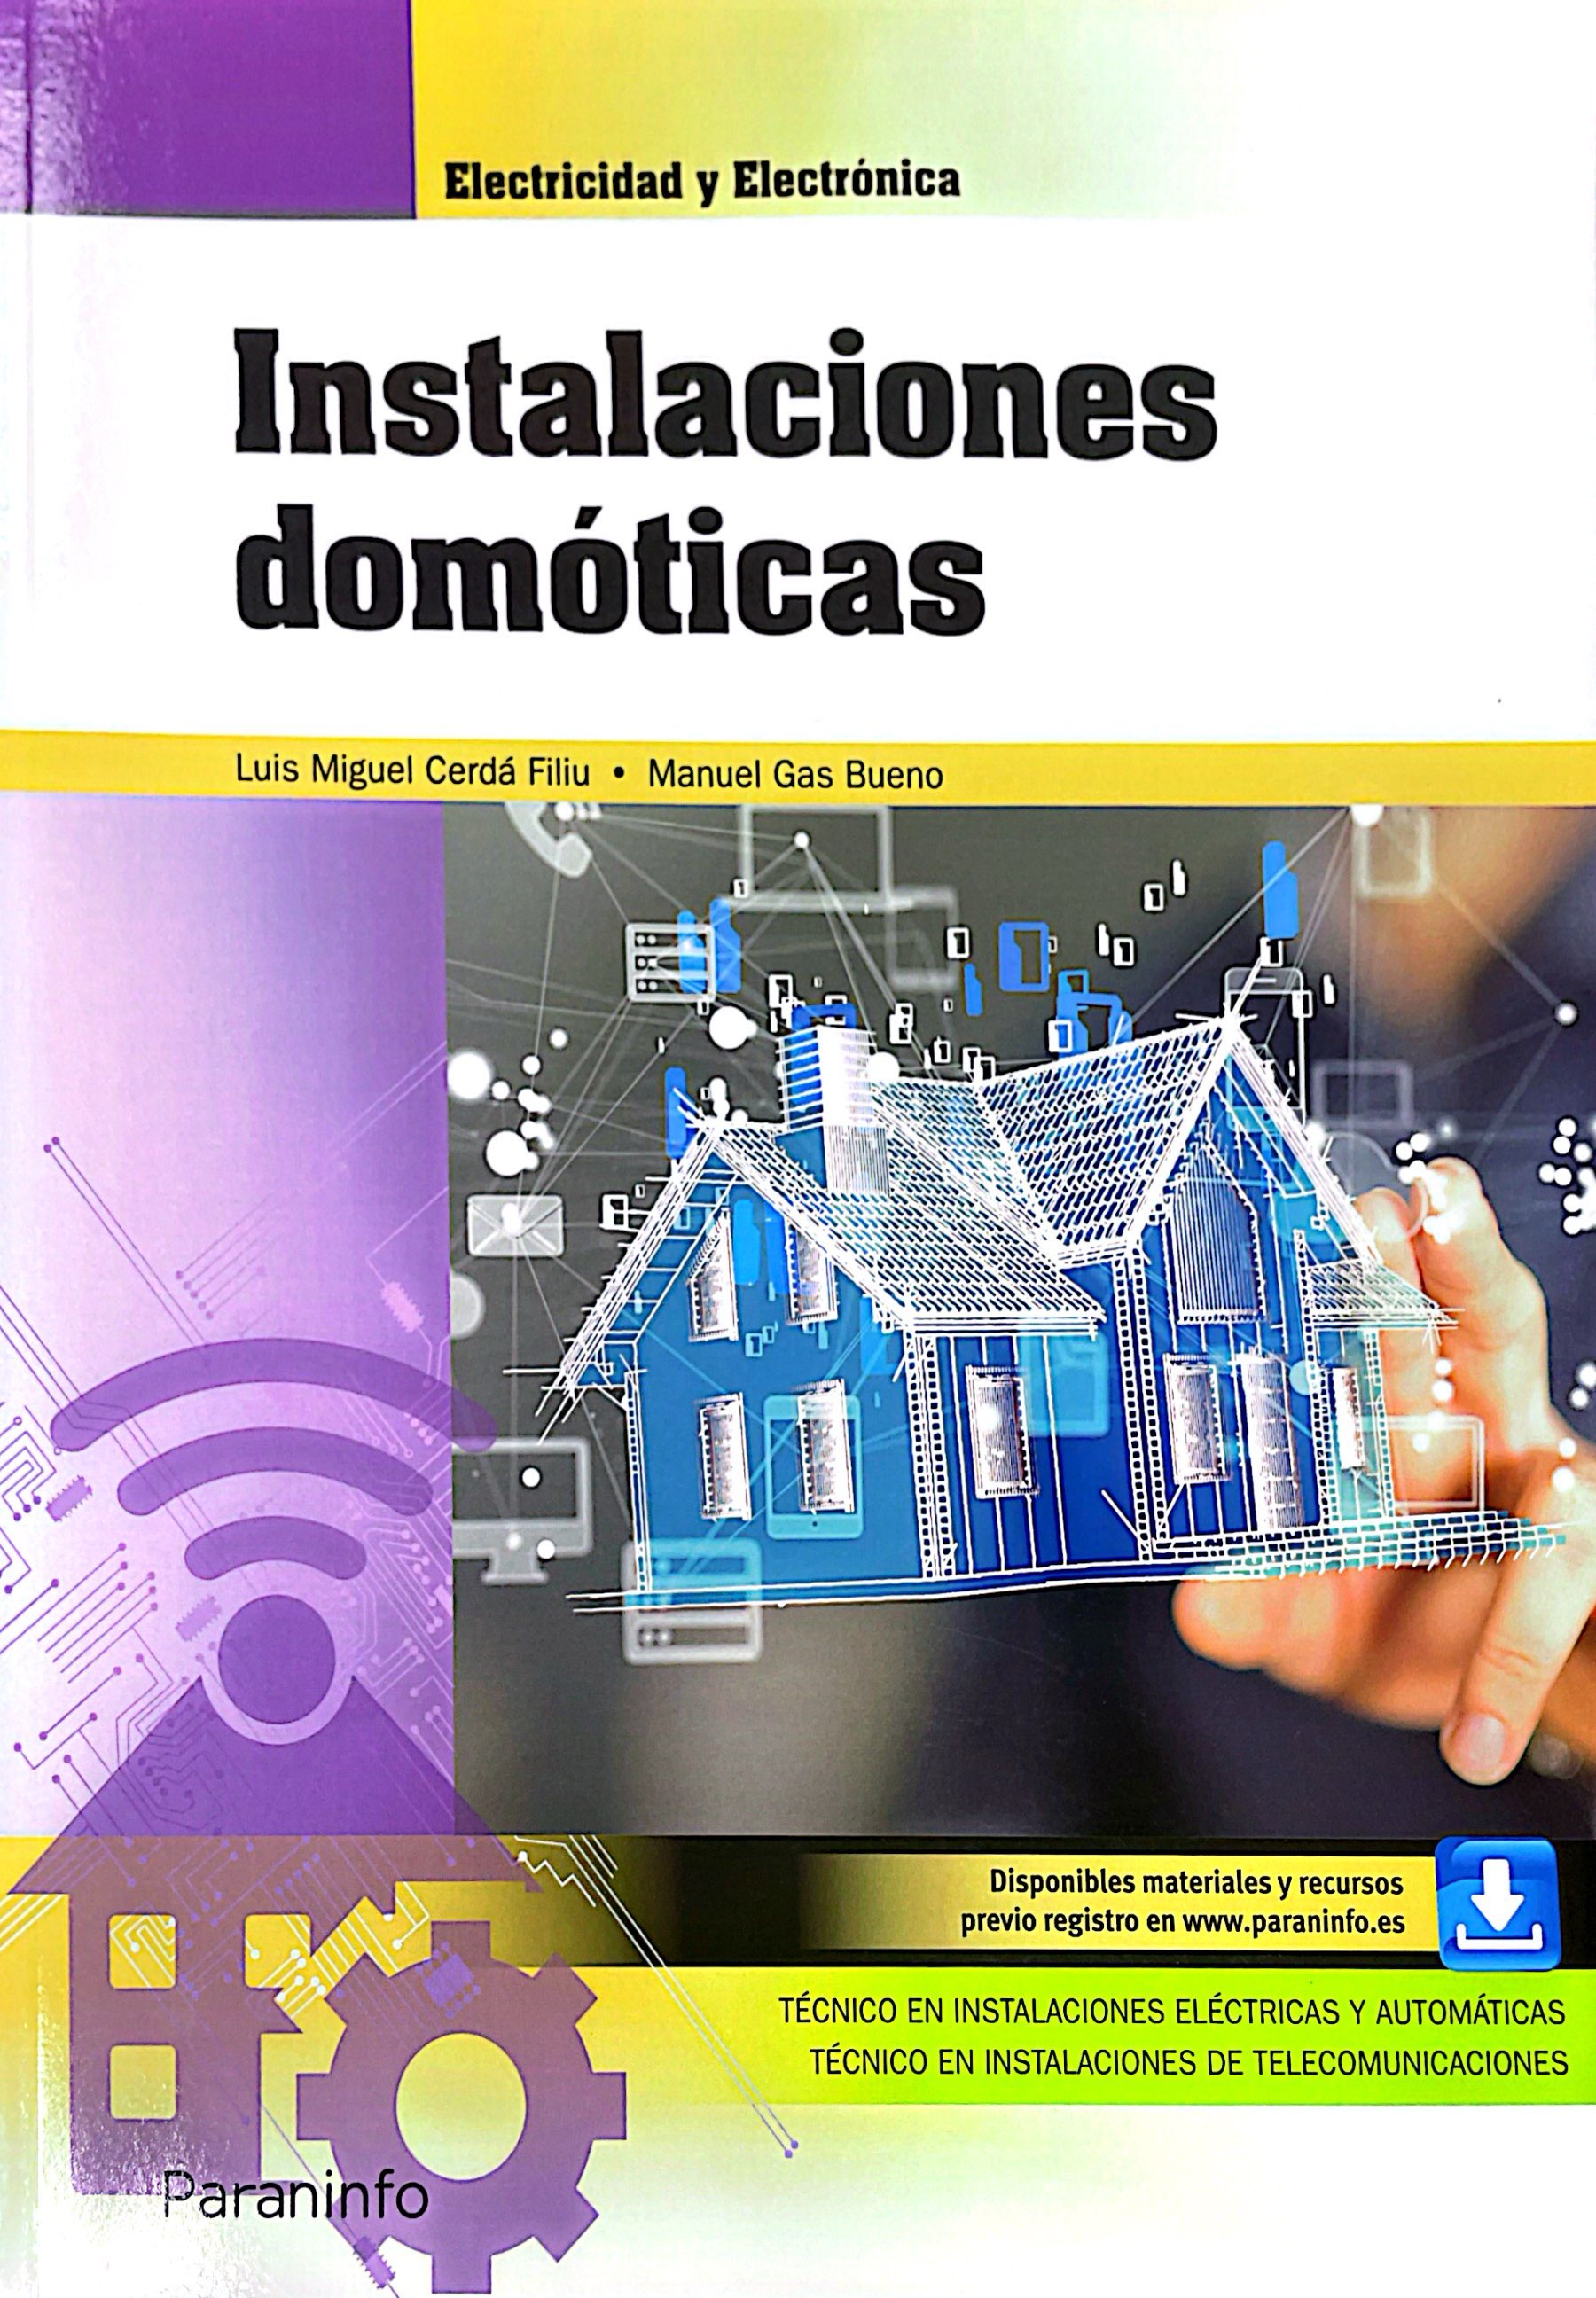 Electricidad y Electrónica
Instalaciones
domóticas
Luis Miguel Cerdá Filiu • Manuel Gas Bueno
Disponibles materiales y recursos
previo registro en www.paraninfo.es
TÉCNICO EN INSTALACIONES ELÉCTRICAS Y AUTOMÁTICAS
TÉCNICO EN INSTALACIONES DE TELECOMUNICACIONES
Paraninfo